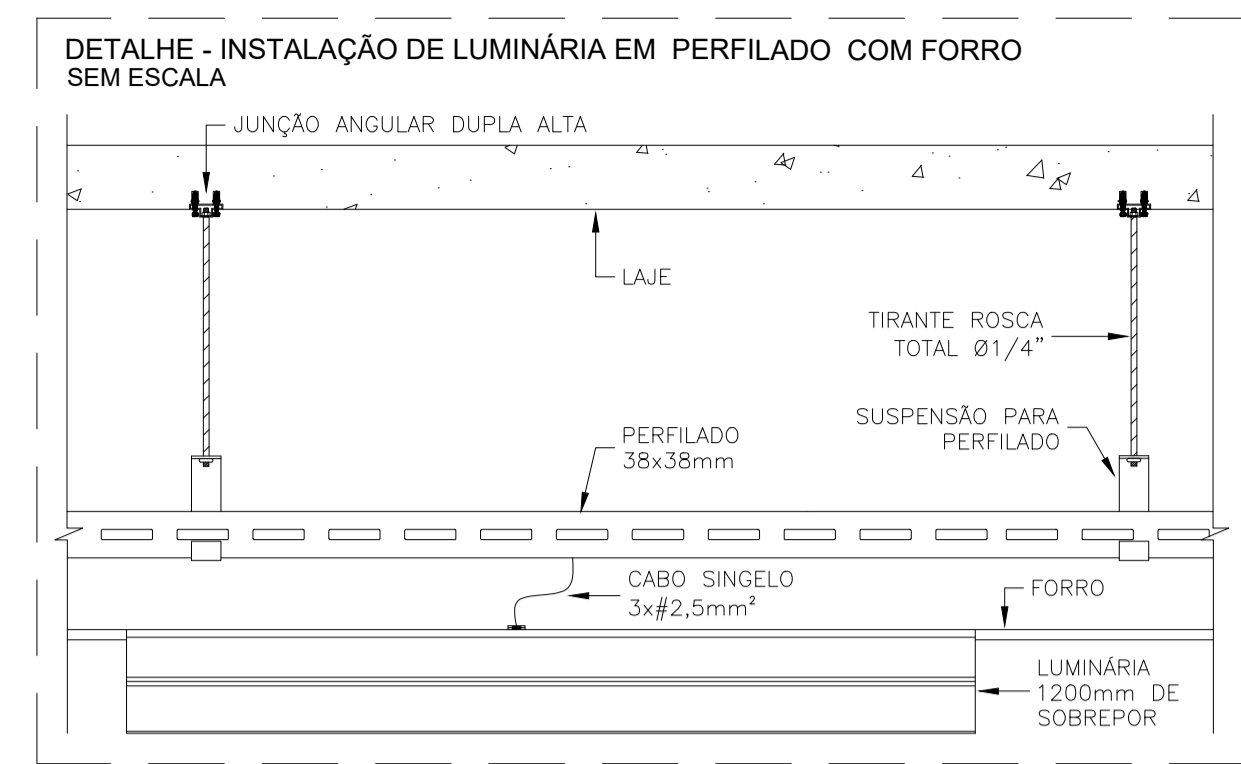 DETALHE - INSTALAÇÃO DE LUMINÁRIA EM PERFILADO COM FORRO
SEM ESCALA
JUNÇÃO ANGULAR DUPLA ALTA
LAJE
TIRANTE ROSCA
TOTAL Ø1/4"
SUSPENSÃO PARA
PERFILADO
PERFILADO
38x38mm
CABO SINGELO
3x#2,5mm²
FORRO
LUMINÁRIA
1200mm DE
SOBREPOR